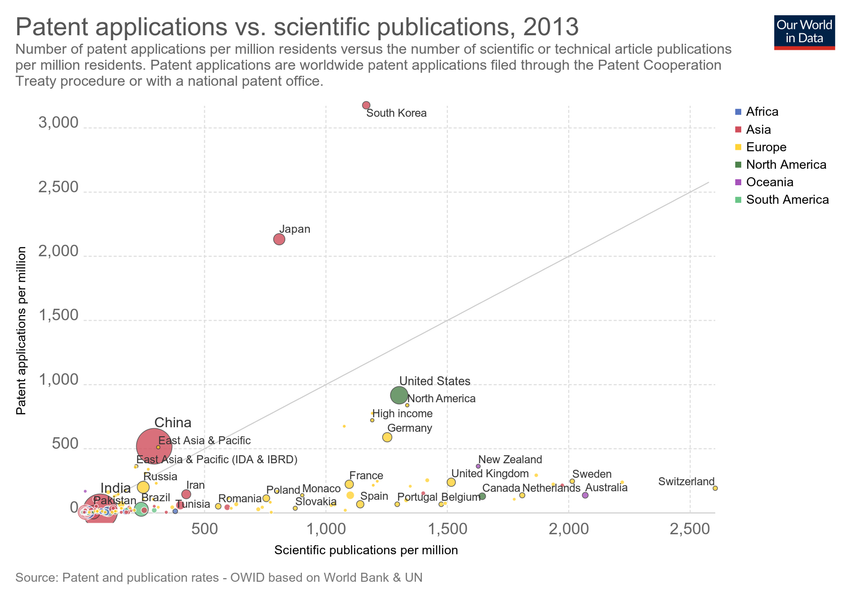 Patent applications vs. scientific publications, 2013
Our World
in Data
Number of patent applications per million residents versus the number of scientific or technical article publications
per million residents. Patent applications are worldwide patent applications filed through the Patent Cooperation
Treaty procedure or with a national patent office.
3,000
South Korea
Africa
Asia
Europe
North America
Oceania
South America
2,500
Japan
2,000
1,500
Patent applications per million
1,000
United States
North America
High income
Germany
China
East Asia & Pacific
500
East Asia & Pacific (IDA & IBRD)
New Zealand
Russia
France
United Kingdom
Sweden
Switzerland
India
Iran
Poland
Monaco
Canada
Netherlands
Australia
Pakistan
Brazil
Tunisia
Romania
Slovakia
Spain
Portugal
Belgium
0
500
1,000
1,500
2,000
2,500
Scientific publications per million
Source: Patent and publication rates - OWID based on World Bank & UN